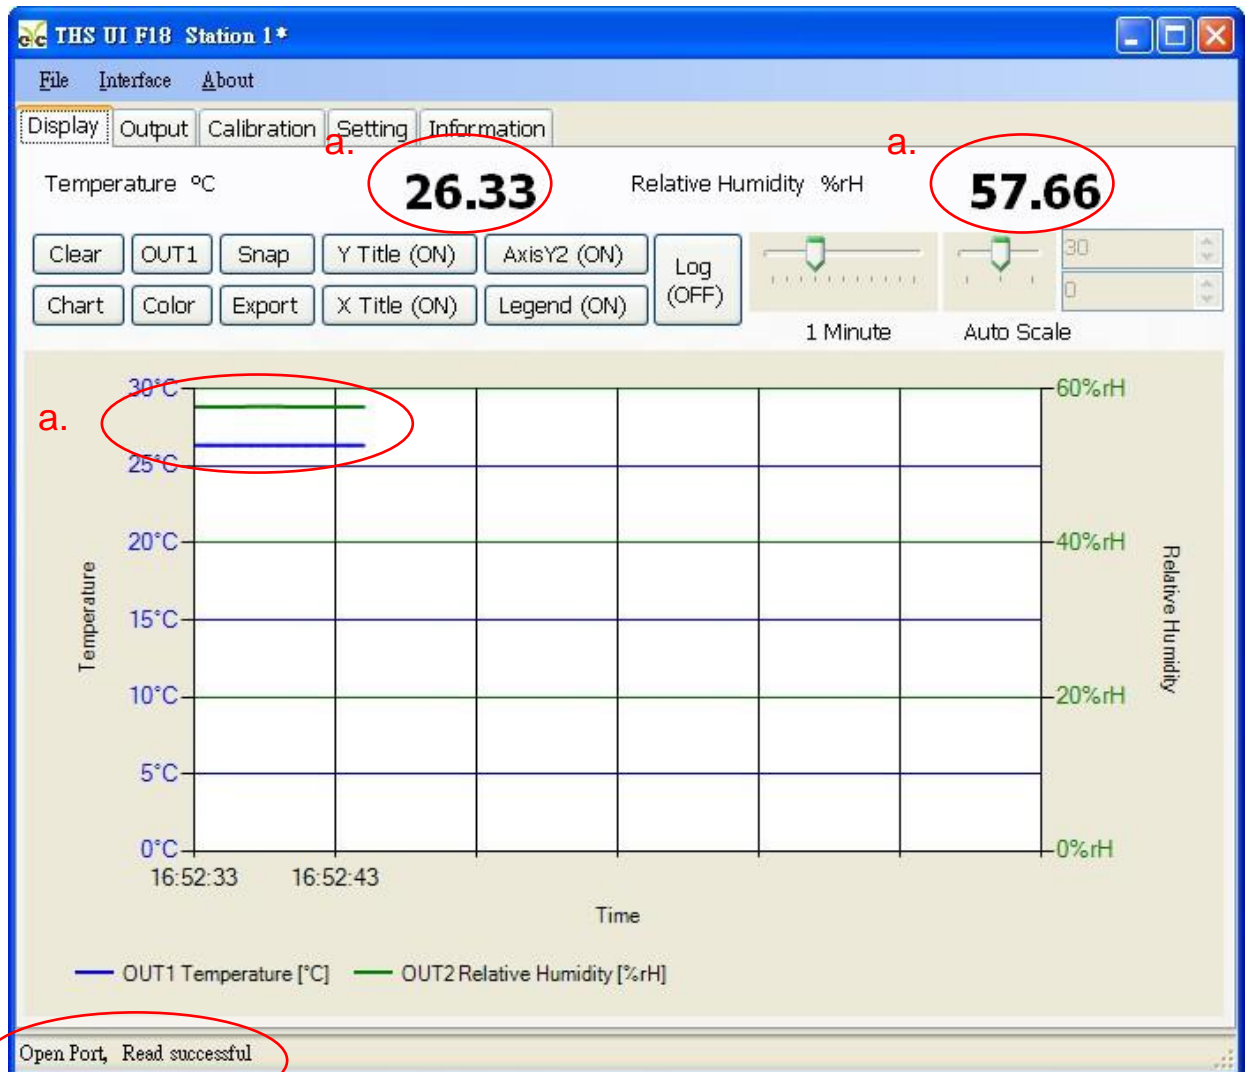 THS UI F18 Station 1*
File Interface About
Display Output Calibration Setting Information
a. a.
Temperature °C 26.33 Relative Humidity %rH 57.66
Clear OUT1 Snap Y Title (ON) AxisY2 (ON) Log (OFF) 30
Chart Color Export X Title (ON) Legend (ON) 0
1 Minute Auto Scale
a.
30°C 60%rH
25°C
20°C 40%rH
15°C
10°C 20%rH
5°C
0°C 0%rH
Temperature
Relative Humidity
16:52:33 16:52:43
Time
OUT1 Temperature [°C] OUT2 Relative Humidity [%rH]
Open Port, Read successful